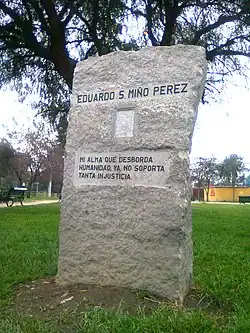 EDUARDO S. MIÑO PEREZ
MI ALMA QUE DESBORDA
HUMANIDAD, YA, NO SOPORTA
TANTA INJUSTICIA.